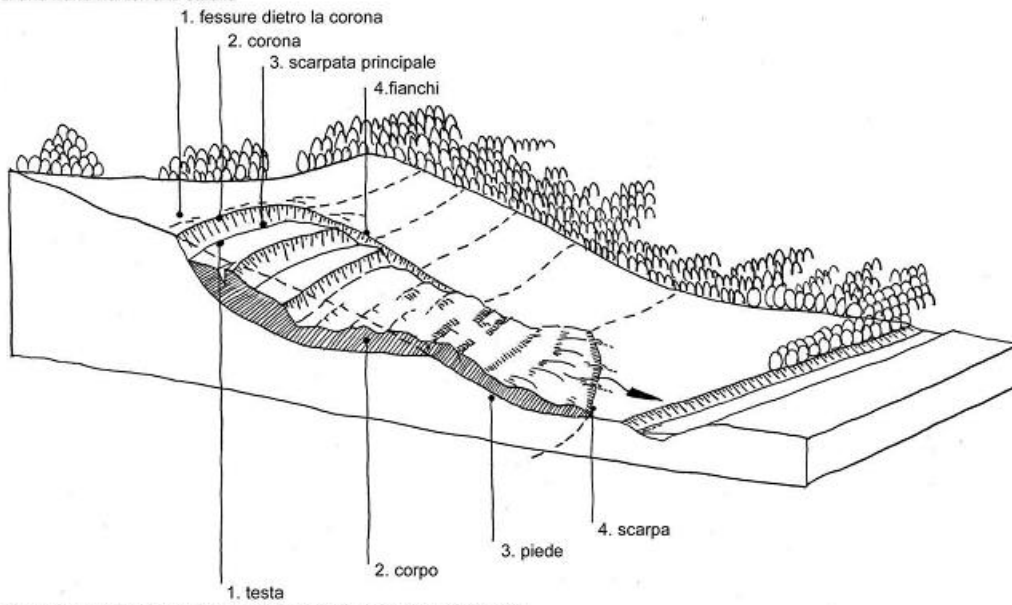 1. fessure dietro la corona
2. corona
3. scarpata principale
4.fianchi
4. scarpa
3. piede
2. corpo
1. testa